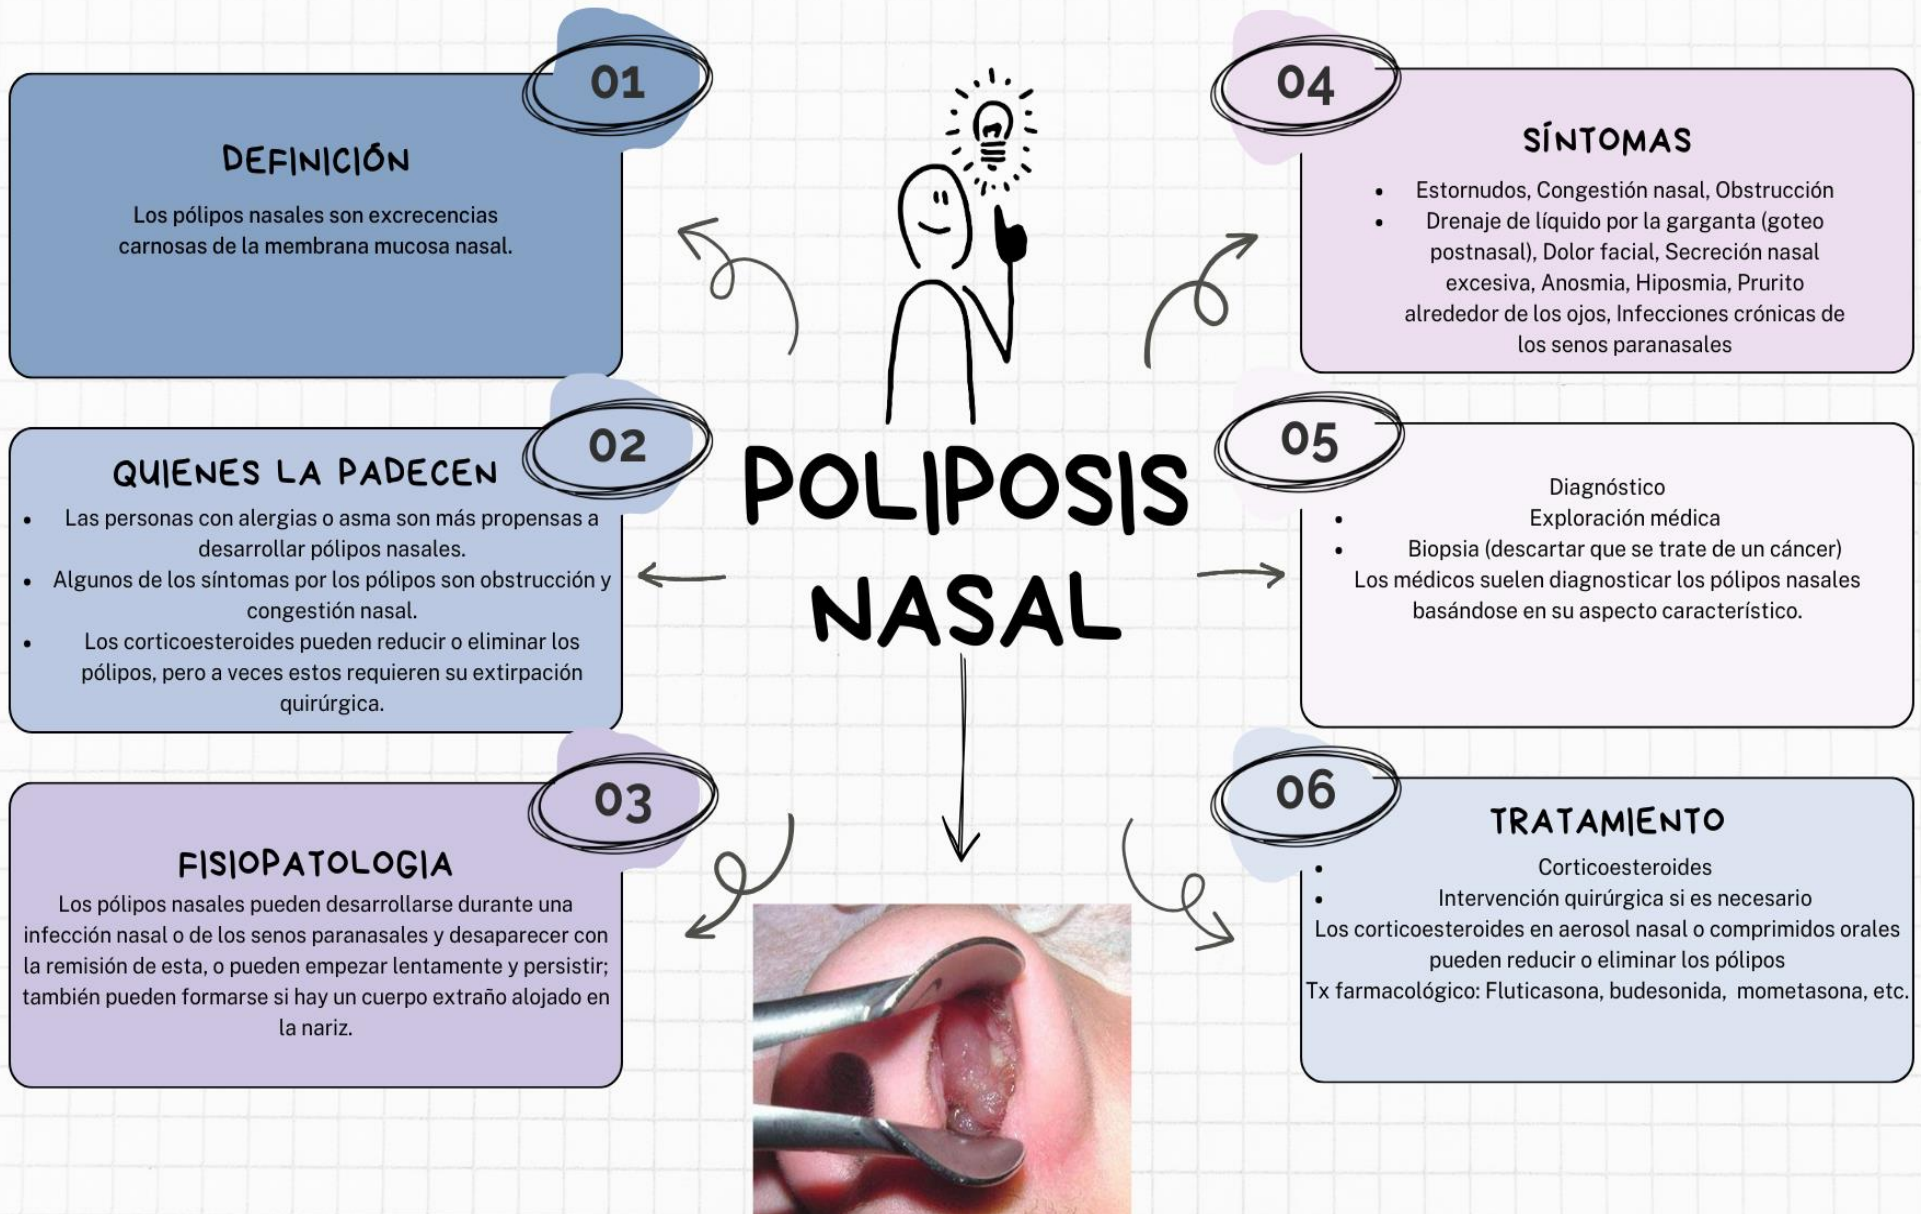 01
DEFINICIÓN
Los pólipos nasales son excrecencias
carnosas de la membrana mucosa nasal.
02
QUIENES LA PADECEN
• Las personas con alergias o asma son más propensas a
desarrollar pólipos nasales.
• Algunos de los síntomas por los pólipos son obstrucción y
congestión nasal.
• Los corticoesteroides pueden reducir o eliminar los
pólipos, pero a veces estos requieren su extirpación
quirúrgica.
03
FISIOPATOLOGIA
Los pólipos nasales pueden desarrollarse durante una
infección nasal o de los senos paranasales y desaparecer con
la remisión de esta, o pueden empezar lentamente y persistir;
también pueden formarse si hay un cuerpo extraño alojado en
la nariz.
POLIPOSIS
NASAL
04
SÍNTOMAS
• Estornudos, Congestión nasal, Obstrucción
• Drenaje de líquido por la garganta (goteo
postnasal), Dolor facial, Secreción nasal
excesiva, Anosmia, Hiposmia, Prurito
alrededor de los ojos, Infecciones crónicas de
los senos paranasales
05
Diagnóstico
• Exploración médica
• Biopsia (descartar que se trate de un cáncer)
Los médicos suelen diagnosticar los pólipos nasales
basándose en su aspecto característico.
06
TRATAMIENTO
• Corticoesteroides
• Intervención quirúrgica si es necesario
Los corticoesteroides en aerosol nasal o comprimidos orales
pueden reducir o eliminar los pólipos
Tx farmacológico: Fluticasona, budesonida, mometasona, etc.